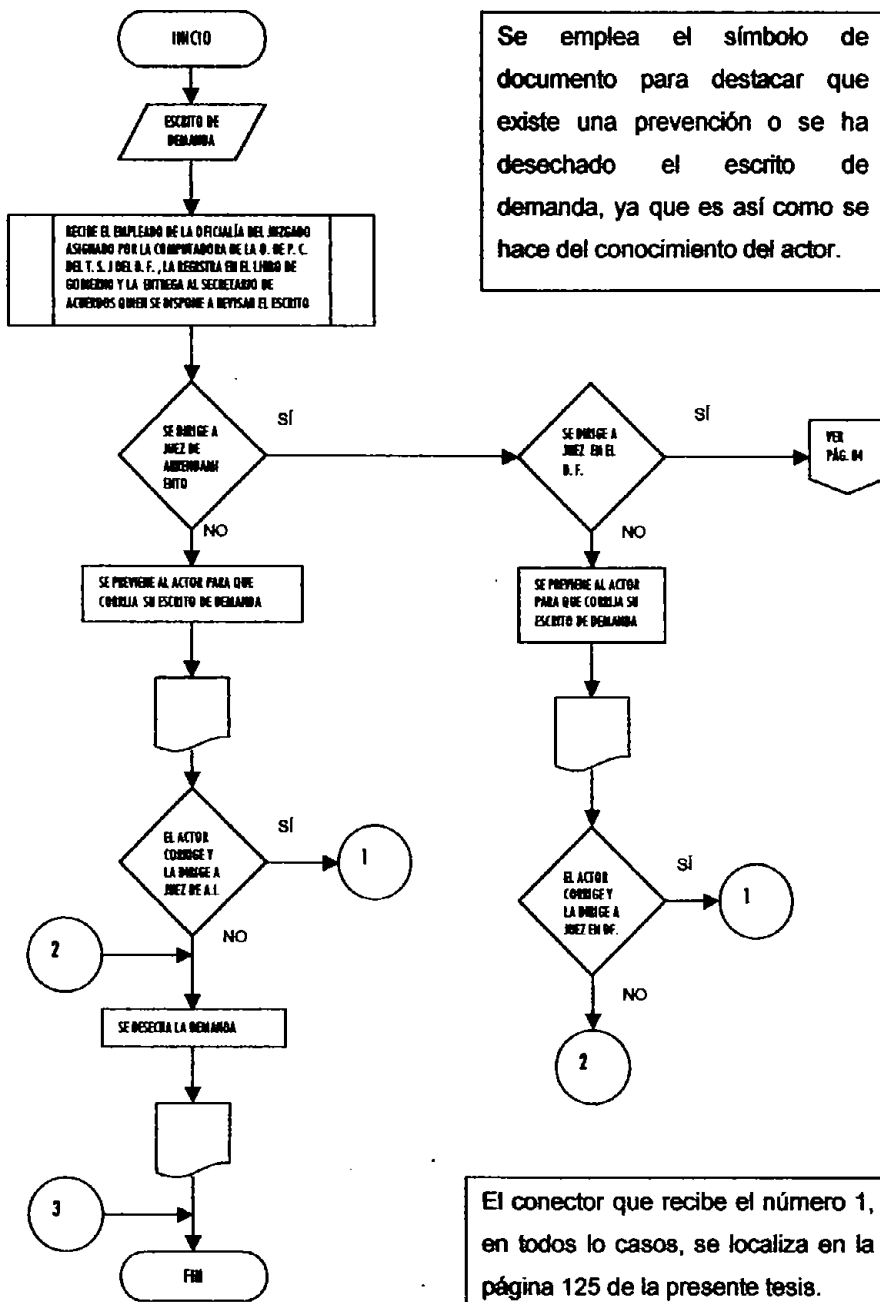 INICIO
ESCRITO DE
DEMANDA
RECIBE EL EMPLEADO DE LA OFICIALÍA DEL JUZGADO
ASIGNADO POR LA COMPUTADORA DE LA O. DE P. C.
DEL T. S. J DEL D. F. , LA REGISTRA EN EL LIBRO DE
GOBIERNO Y LA ENTREGA AL SECRETARIO DE
ACUERDOS QUIEN SE DISPONE A REVISAR EL ESCRITO
Se emplea el símbolo de
documento para destacar que
existe una prevención o se ha
desechado el escrito de
demanda, ya que es así como se
hace del conocimiento del actor.
SE DIRIGE A
JUEZ DE
ARRENDAMI
ENTO
SÍ
NO
SE DIRIGE A
JUEZ EN EL
D. F.
SÍ
NO
VER
PÁG. 84
SE PREVIENE AL ACTOR PARA QUE
CORRIJA SU ESCRITO DE DEMANDA
SE PREVIENE AL ACTOR
PARA QUE CORRIJA SU
ESCRITO DE DEMANDA
EL ACTOR
CORRIGE Y
LA DIRIGE A
JUEZ DE A.I.
SÍ
1
NO
EL ACTOR
CORRIGE Y
LA DIRIGE A
JUEZ EN DF.
SÍ
1
NO
2
2
SE DESECHA LA DEMANDA
3
FIN
El conector que recibe el número 1,
en todos lo casos, se localiza en la
página 125 de la presente tesis.